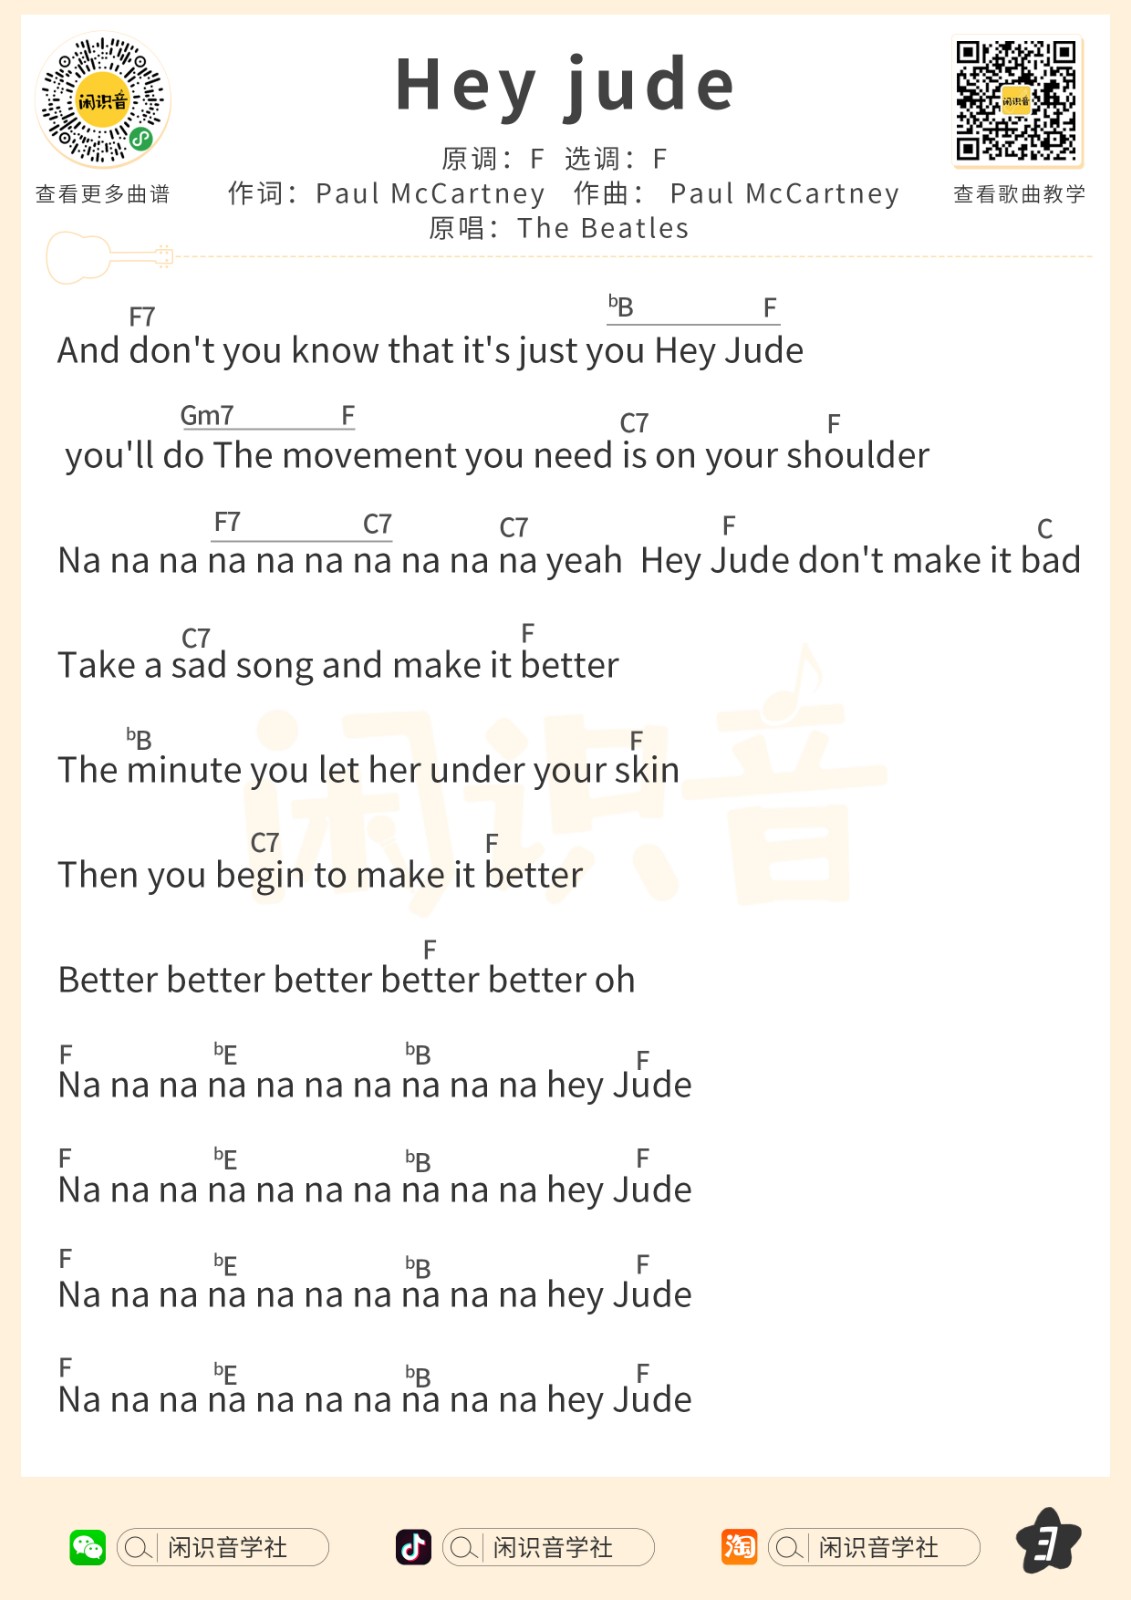 Hey jude
原调：F 选调：F
作词：Paul McCartney 作曲：Paul McCartney
原唱：The Beatles
闲识音
查看更多曲谱
闲识音
查看歌曲教学
F7 bB F
And don't you know that it's just you Hey Jude
Gm7 F C7 F
you'll do The movement you need is on your shoulder
F7 C7 C7 F C
Na na na na na na na na na na yeah Hey Jude don't make it bad
C7 F
Take a sad song and make it better
bB F
The minute you let her under your skin
C7 F
Then you begin to make it better
F
Better better better better better oh
F bE bB F
Na na na na na na na na na na hey Jude
F bE bB F
Na na na na na na na na na na hey Jude
F bE bB F
Na na na na na na na na na na hey Jude
F bE bB F
Na na na na na na na na na na hey Jude
闲识音
闲识音学社 闲识音学社 淘 闲识音学社 3